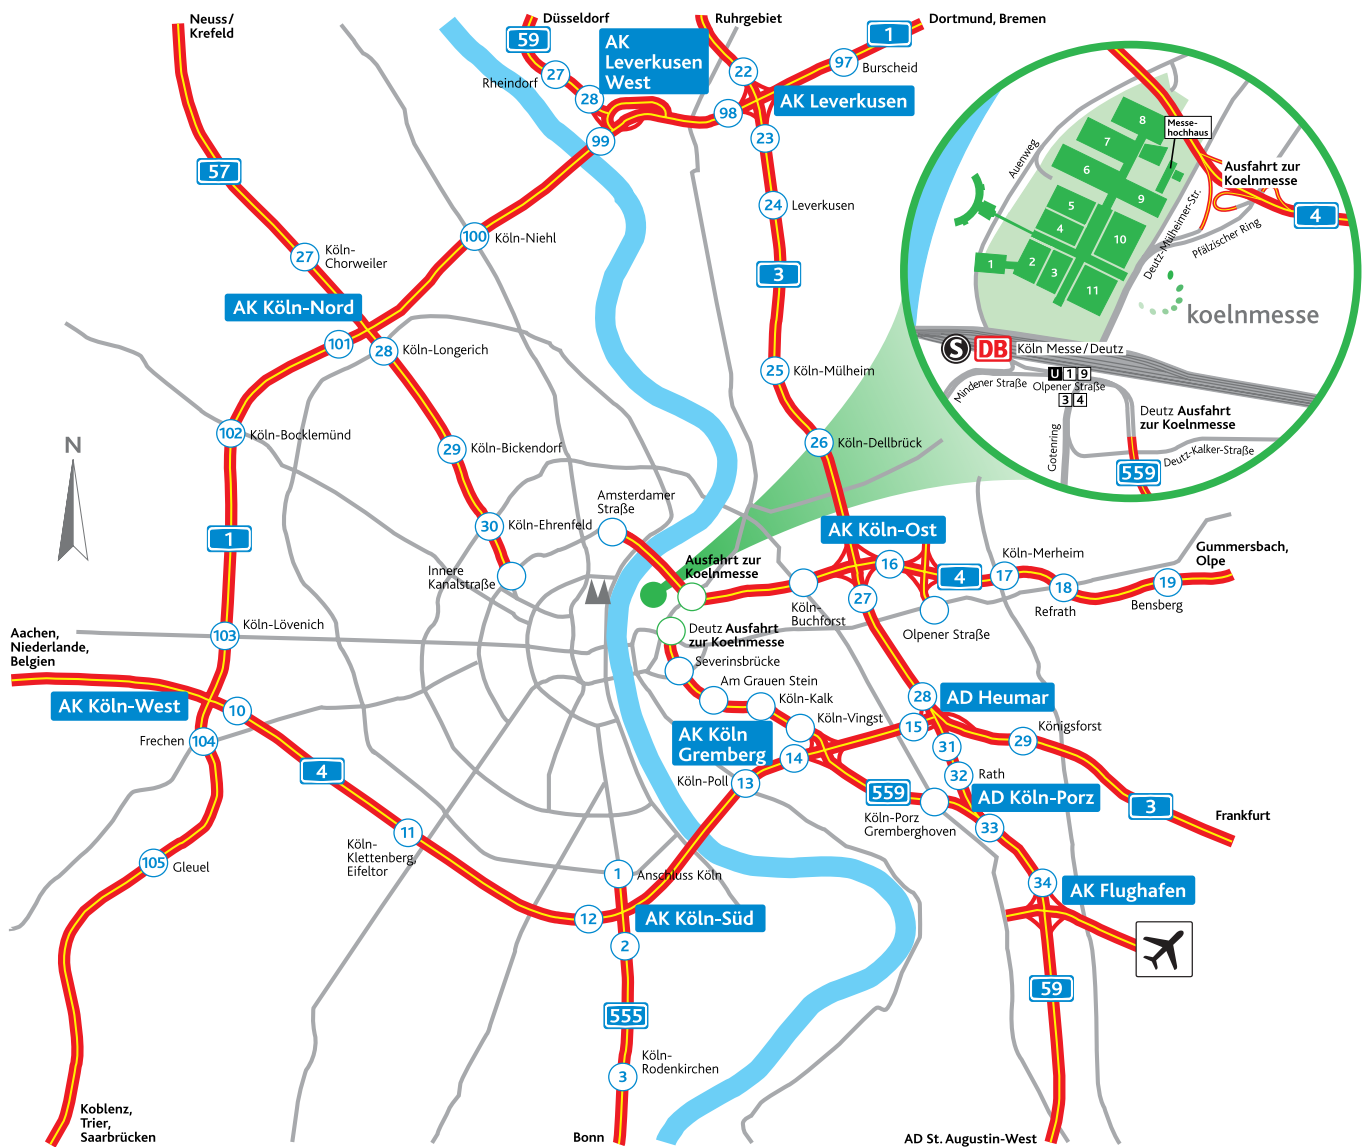 Neuss/
Krefeld
Düsseldorf
59
AK
Leverkusen
West
Ruhrgebiet
1
Dortmund, Bremen
Rheindorf
27
28
22
97
Burscheid
98
AK Leverkusen
99
23
57
24
Leverkusen
100
Köln-Niehl
27
Köln-
Chorweiler
3
AK Köln-Nord
101
28
Köln-Longerich
25
Köln-Mülheim
102
Köln-Bocklemünd
29
Köln-Bickendorf
26
Köln-Dellbrück
N
1
30
Köln-Ehrenfeld
Amsterdamer
Straße
Innere
Kanalstraße
Ausfahrt zur
Koelnmesse
AK Köln-Ost
16
4
Köln-Merheim
17
Gummersbach,
Olpe
18
Refrath
19
Bensberg
Köln-
Buchforst
27
Olpener Straße
103
Köln-Lövenich
Aachen,
Niederlande,
Belgien
Deutz Ausfahrt
zur Koelnmesse
Severinsbrücke
Am Grauen Stein
Köln-Kalk
Köln-Vingst
AK Köln-West
10
Frechen
104
AK Köln
Gremberg
28
AD Heumar
15
29
Königsforst
31
14
Köln-Poll
13
32
Rath
4
559
AD Köln-Porz
3
Frankfurt
Köln-Porz
Gremberghoven
33
11
Köln-
Klettenberg,
Eifeltor
105
Gleuel
1
Anschluss Köln
34
AK Flughafen
12
AK Köln-Süd
2
59
555
Köln-
Rodenkirchen
3
Koblenz,
Trier,
Saarbrücken
Bonn
AD St. Augustin-West
8
Messe-
hochhaus
7
Auenweg
6
Ausfahrt zur
Koelnmesse
5
9
4
4
10
Deutz-Mülheimer-Str.
Pfälzischer Ring
1
2
3
11
koelnmesse
S
DB
Köln Messe/Deutz
U 1 9
Mindener Straße
Olpener Straße
3 4
Deutz Ausfahrt
zur Koelnmesse
Gotenring
559
Deutz-Kalker-Straße